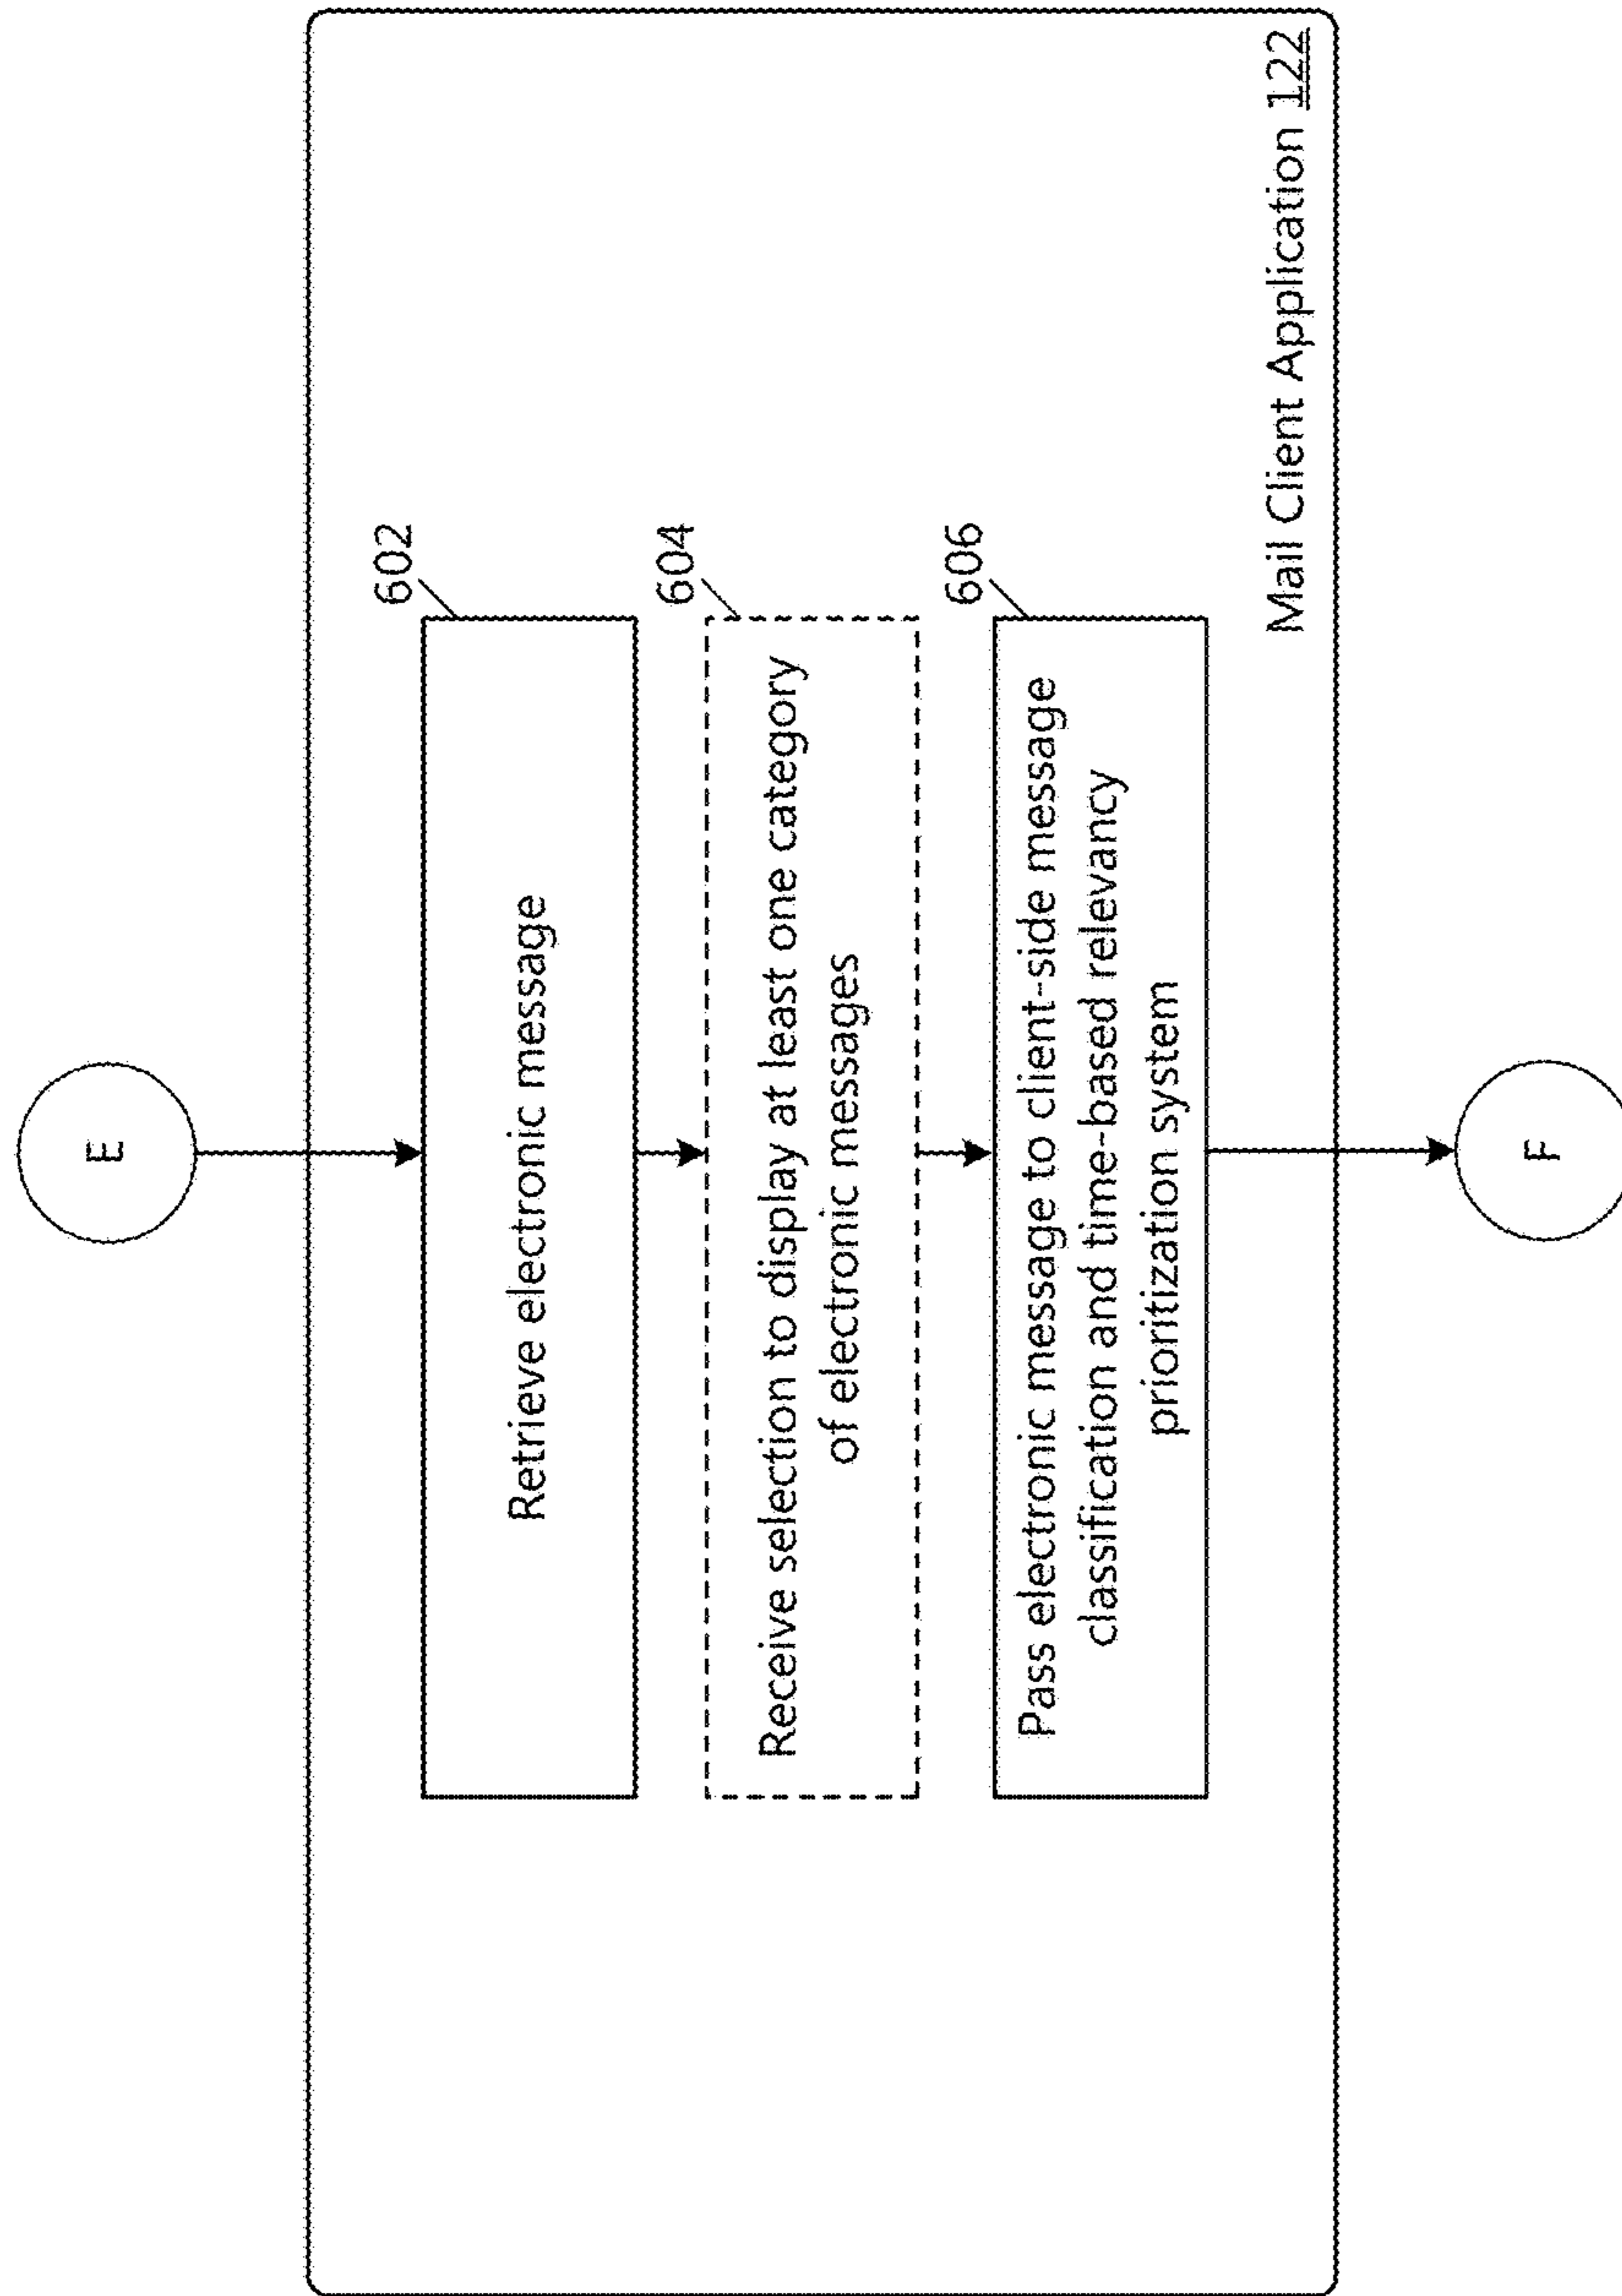 E
602
Retrieve electronic message
604
Receive selection to display at least one category
of electronic messages
606
Pass electronic message to client-side message
classification and time-based relevancy
prioritization system
Mail Client Application 122
F